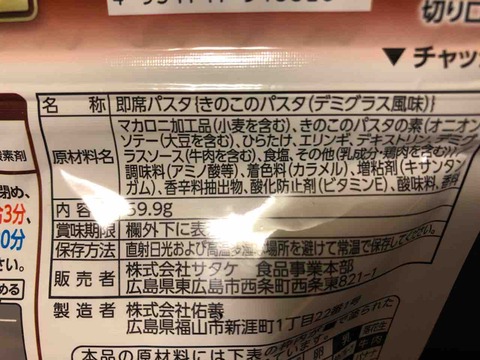 切り口
▼チャッ
名 称 即席パスタ{きのこのパスタ(デミグラス風味)}
原材料名 マカロニ加工品(小麦を含む)、きのこのパスタの素(オニオン
ソテー(大豆を含む)、ひらたけ、エリンギ、デキストリン、デミグ
ラスソース(牛肉を含む)、食塩、その他(乳成分・鶏肉を含む))、
調味料(アミノ酸等)、着色料(カラメル)、増粘剤(キサンタン
ガム)、香辛料抽出物、酸化防止剤(ビタミンE)、酸味料、香料
内 容 量 59.9g
賞味期限 欄外下に表
保存方法 直射日光および高温多湿の場所を避けて常温で保存してください。
販 売 者 株式会社サタケ 食品事業本部
広島県東広島市西条町西条東821-1
製 造 者 株式会社佑善
広島県福山市新涯町1丁目22番1号
本品の原材料には下表の
酸素剤
閉め、
3分、
0分
さい。
める